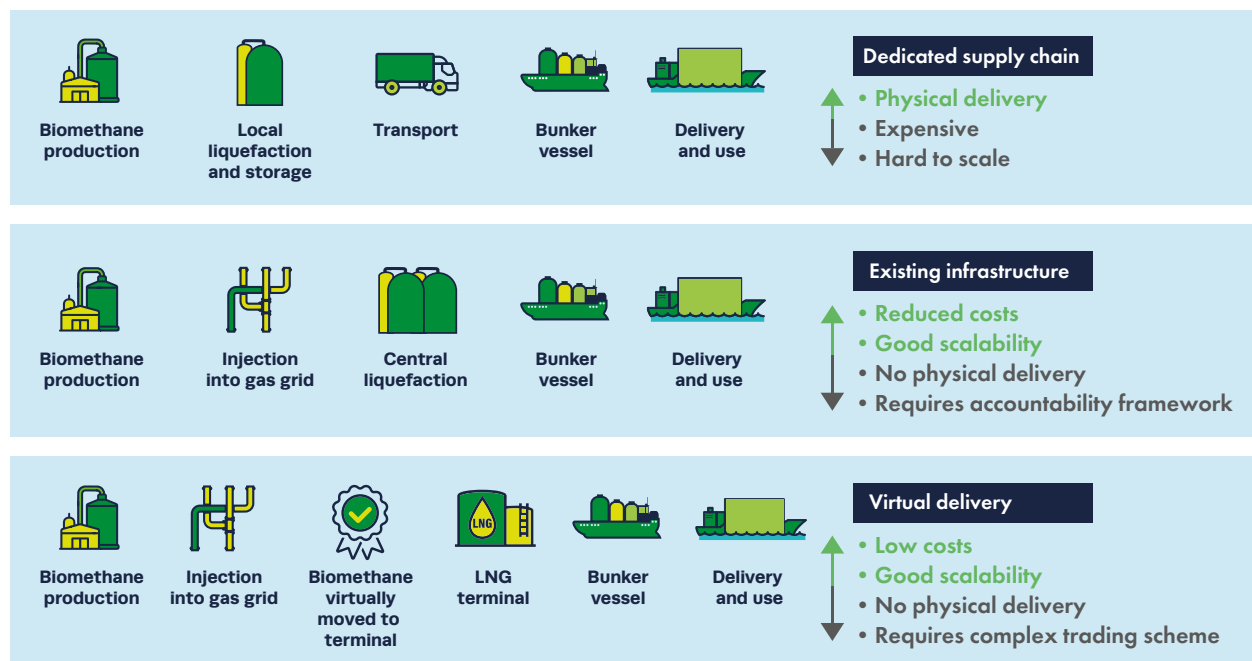 Dedicated supply chain
• Physical delivery
• Expensive
• Hard to scale
Biomethane
production
Local
liquefaction
and storage
Transport
Bunker
vessel
Delivery
and use
Existing infrastructure
• Reduced costs
• Good scalability
• No physical delivery
• Requires accountability framework
Biomethane
production
Injection
into gas grid
Central
liquefaction
Bunker
vessel
Delivery
and use
Virtual delivery
• Low costs
• Good scalability
• No physical delivery
• Requires complex trading scheme
LNG
Biomethane
production
Injection
into gas grid
Biomethane
virtually
moved to
terminal
LNG
terminal
Bunker
vessel
Delivery
and use